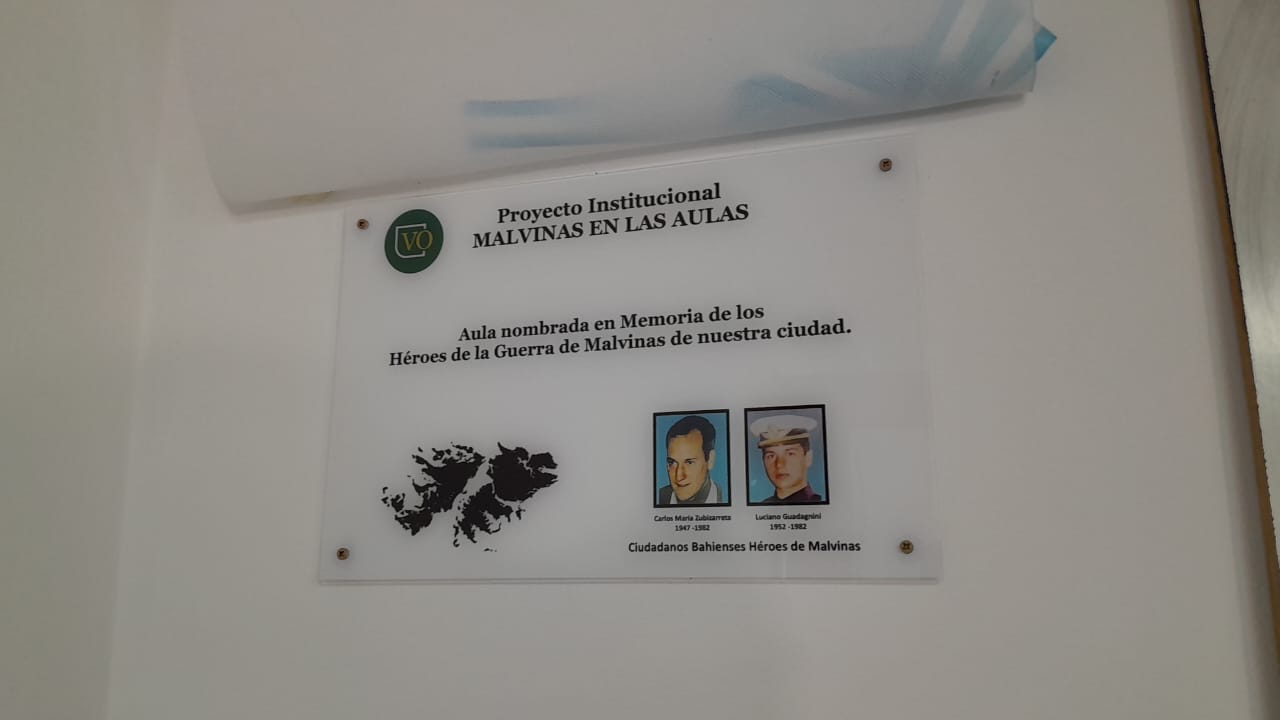 VO
Proyecto Institucional
MALVINAS EN LAS AULAS
Aula nombrada en Memoria de los
Héroes de la Guerra de Malvinas de nuestra ciudad.
Carlos María Zubizarreta
1947 -1982
Luciano Guadagnini
1952 -1982
Ciudadanos Bahienses Héroes de Malvinas